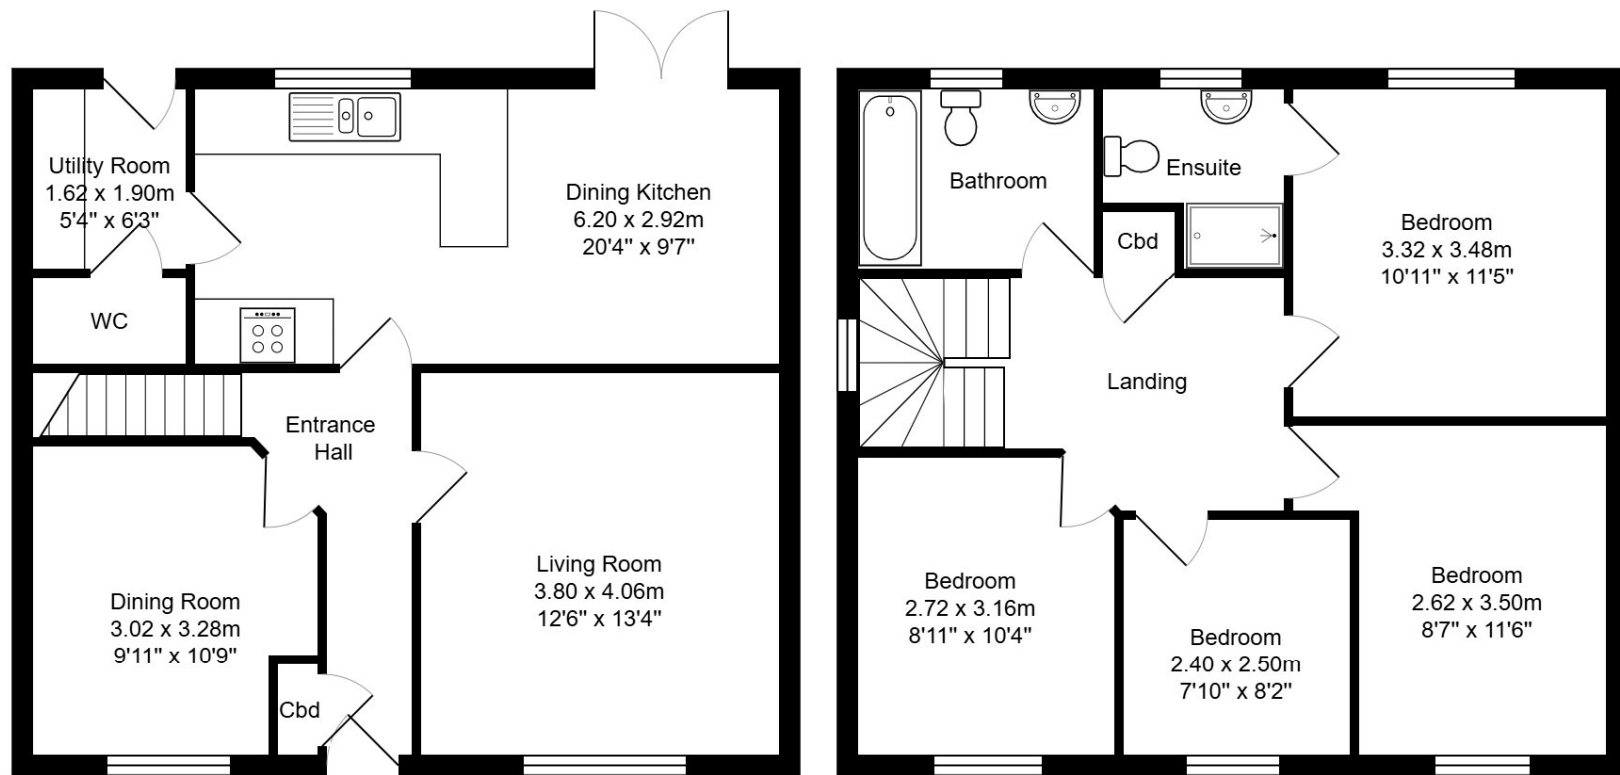 Utility Room
1.62 x 1.90m
5'4" x 6'3"
Dining Kitchen
6.20 x 2.92m
20'4" x 9'7"
WC
Entrance
Hall
Living Room
3.80 x 4.06m
12'6" x 13'4"
Dining Room
3.02 x 3.28m
9'11" x 10'9"
Cbd
Bathroom
Ensuite
Cbd
Bedroom
3.32 x 3.48m
10'11" x 11'5"
Landing
Bedroom
2.72 x 3.16m
8'11" x 10'4"
Bedroom
2.40 x 2.50m
7'10" x 8'2"
Bedroom
2.62 x 3.50m
8'7" x 11'6"